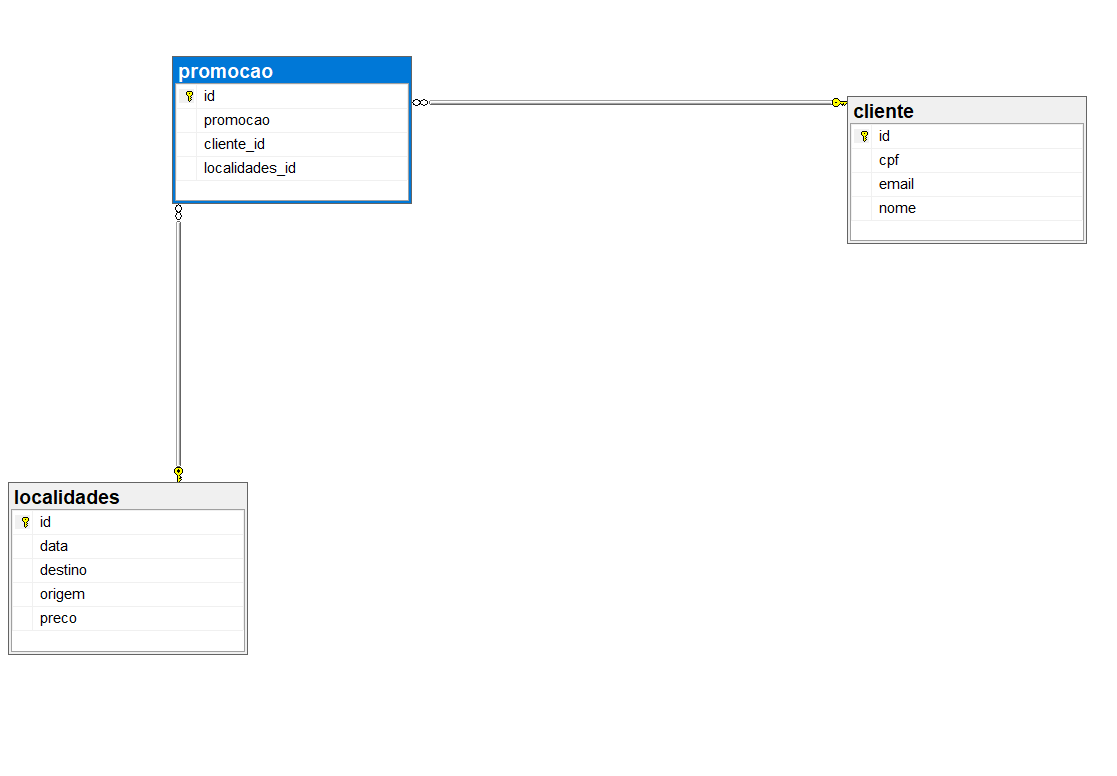 promocao
id
promocao
cliente_id
localidades_id
cliente
id
cpf
email
nome
localidades
id
data
destino
origem
preco